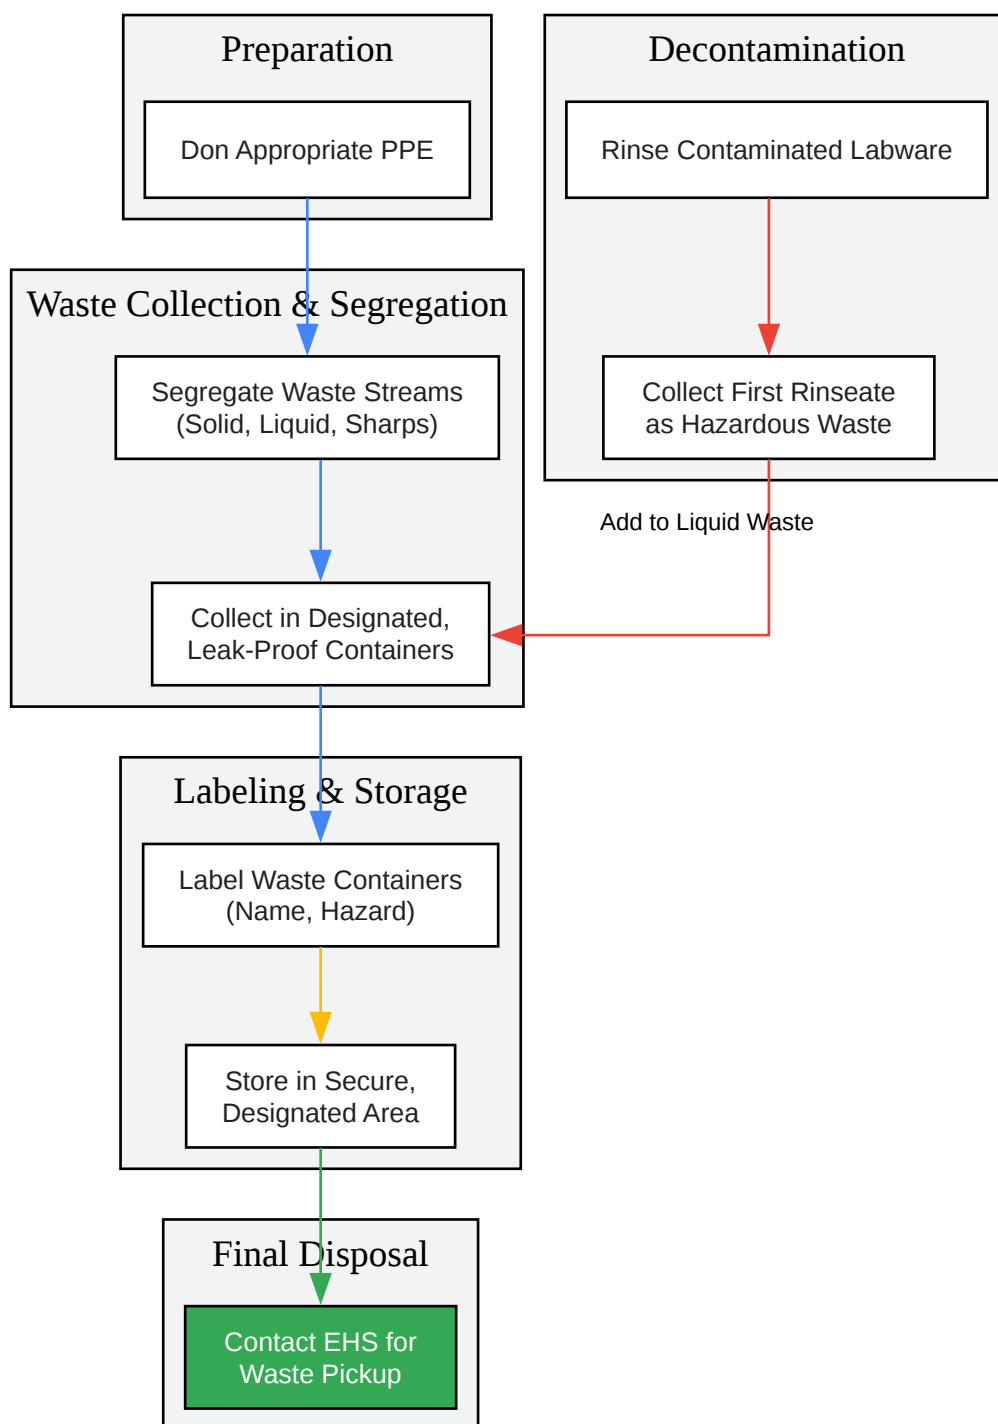 Preparation
Don Appropriate PPE
Decontamination
Rinse Contaminated Labware
Waste Collection & Segregation
Segregate Waste Streams
(Solid, Liquid, Sharps)
Collect First Rinseate
as Hazardous Waste
Add to Liquid Waste
Collect in Designated,
Leak-Proof Containers
Labeling & Storage
Label Waste Containers
(Name, Hazard)
Store in Secure,
Designated Area
Final Disposal
Contact EHS for
Waste Pickup